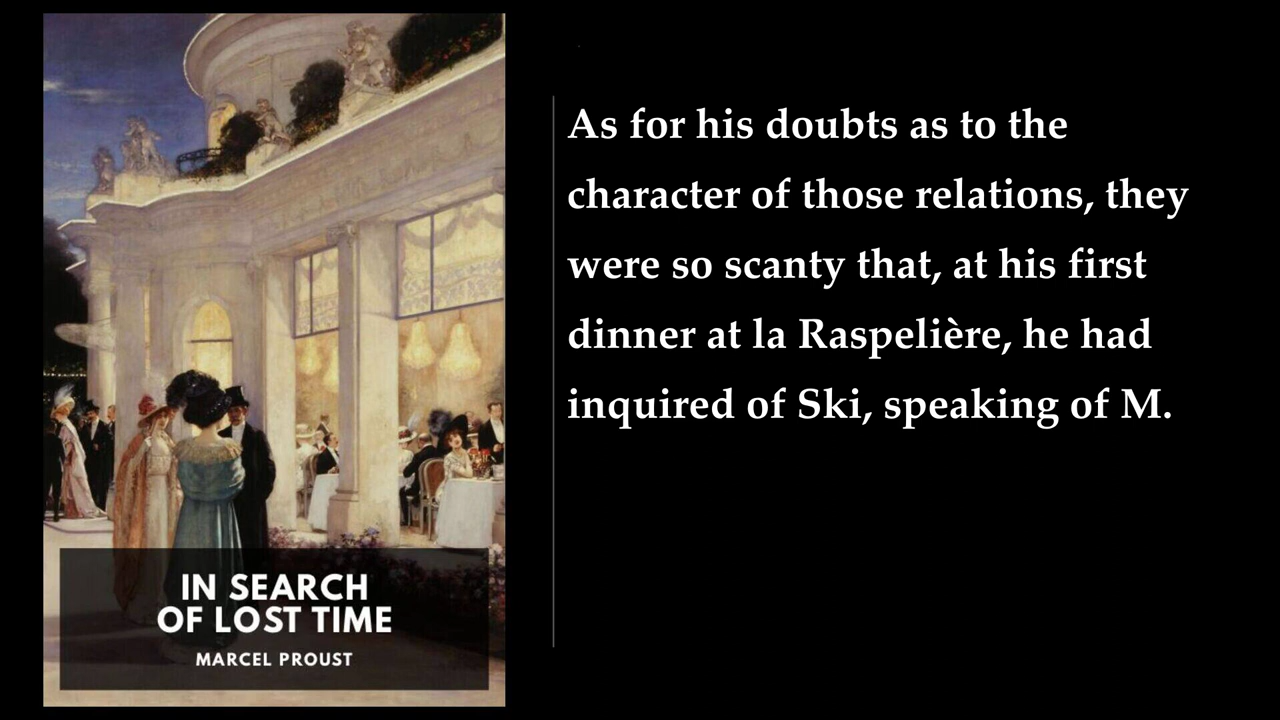 As for his doubts as to the
character of those relations, they
were so scanty that, at his first
dinner at la Raspelière, he had
inquired of Ski, speaking of M.
IN SEARCH
OF LOST TIME
MARCEL PROUST